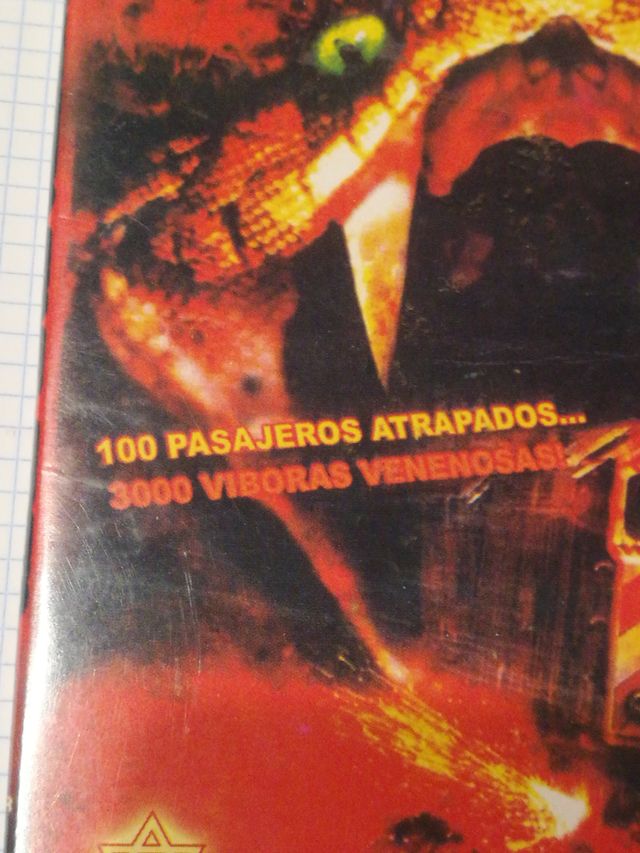 100 PASAJEROS ATRAPADOS...
3000 VIBORAS VENENOSAS!